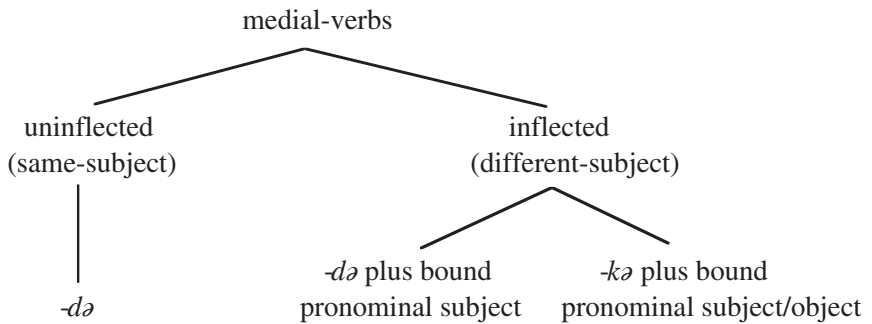 medial-verbs
uninflected
(same-subject)
inflected
(different-subject)
-də
-də plus bound
pronominal subject
-kə plus bound
pronominal subject/object